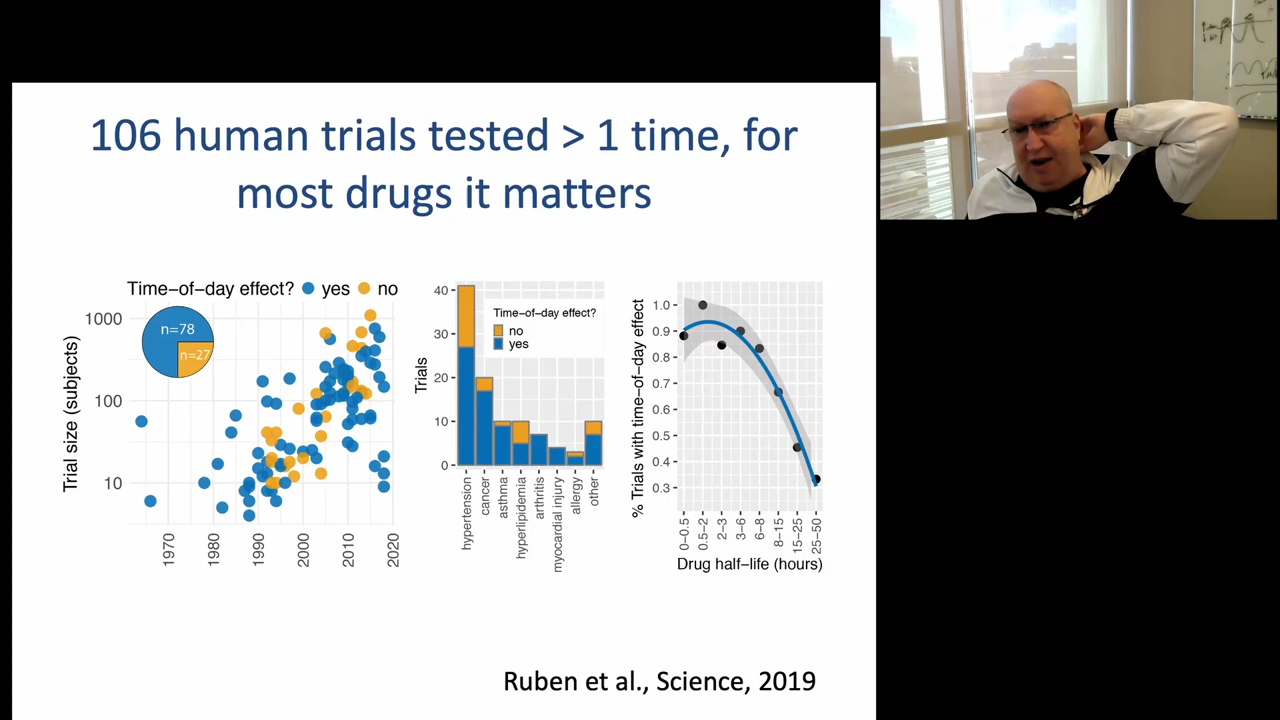 106 human trials tested > 1 time, for
most drugs it matters
Time-of-day effect? yes no
n=78
n=27
Trial size (subjects)
1000
100
10
1970 1980 1990 2000 2010 2020
Trials
40
30
20
10
0
Time-of-day effect?
no
yes
hypertension
cancer
asthma
hyperlipidemia
arthritis
myocardial injury
allergy
other
% Trials with time-of-day effect
1.0
0.9
0.8
0.7
0.6
0.5
0.4
0.3
0-0.5
0.5-2
2-3
3-6
6-8
8-15
15-25
25-50
Drug half-life (hours)
Ruben et al., Science, 2019